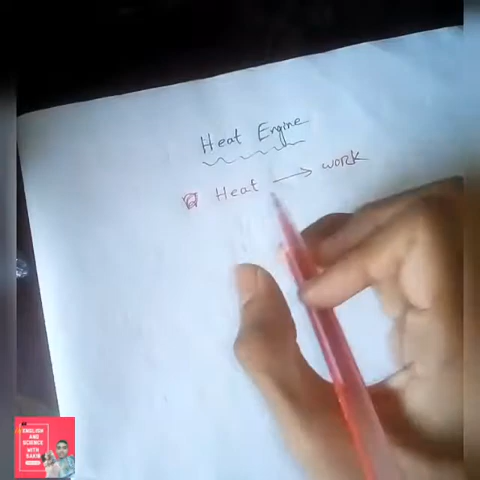 Heat Engine
Heat → work
ENGLISH
AND
SCIENCE
WITH